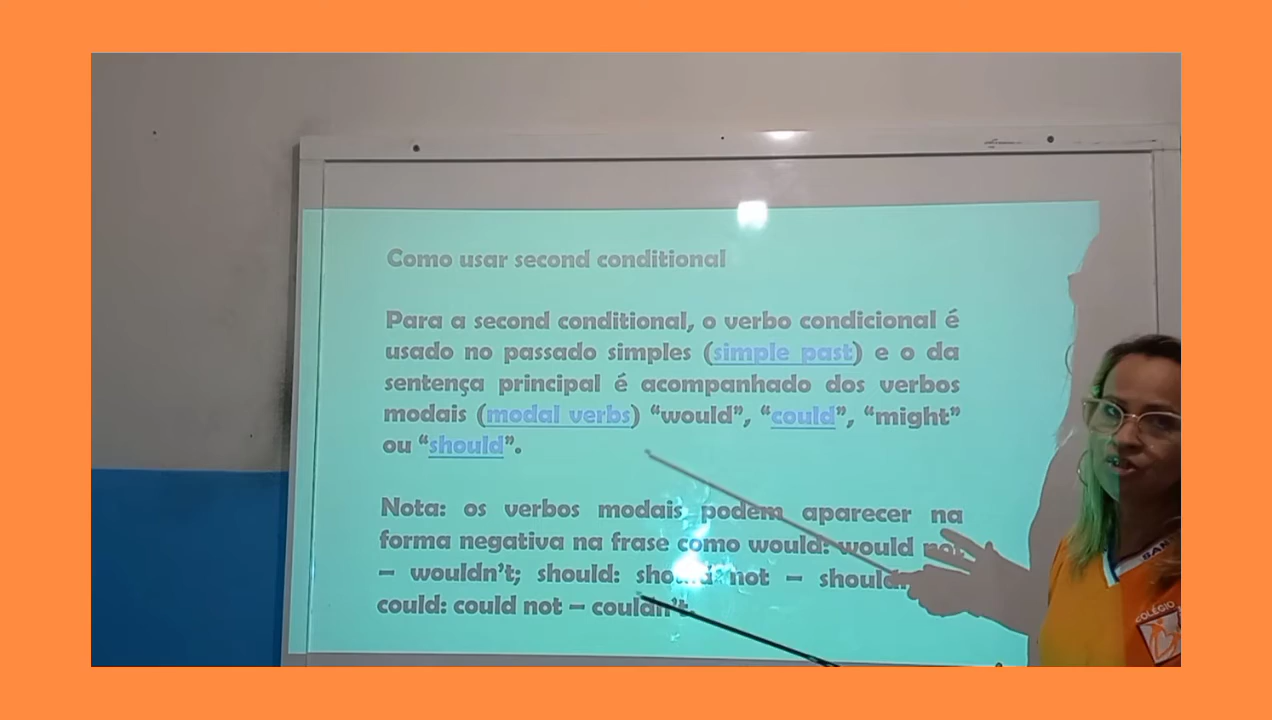 Como usar second conditional
Para a second conditional, o verbo condicional é
usado no passado simples (simple past) e o da
sentença principal é acompanhado dos verbos
modais (modal verbs) “would”, “could”, “might”
ou “should”.
Nota: os verbos modais podem aparecer na
forma negativa na frase como would: would not
– wouldn’t; should: should not –
could: could not – couldn’t.
COLÉGIO